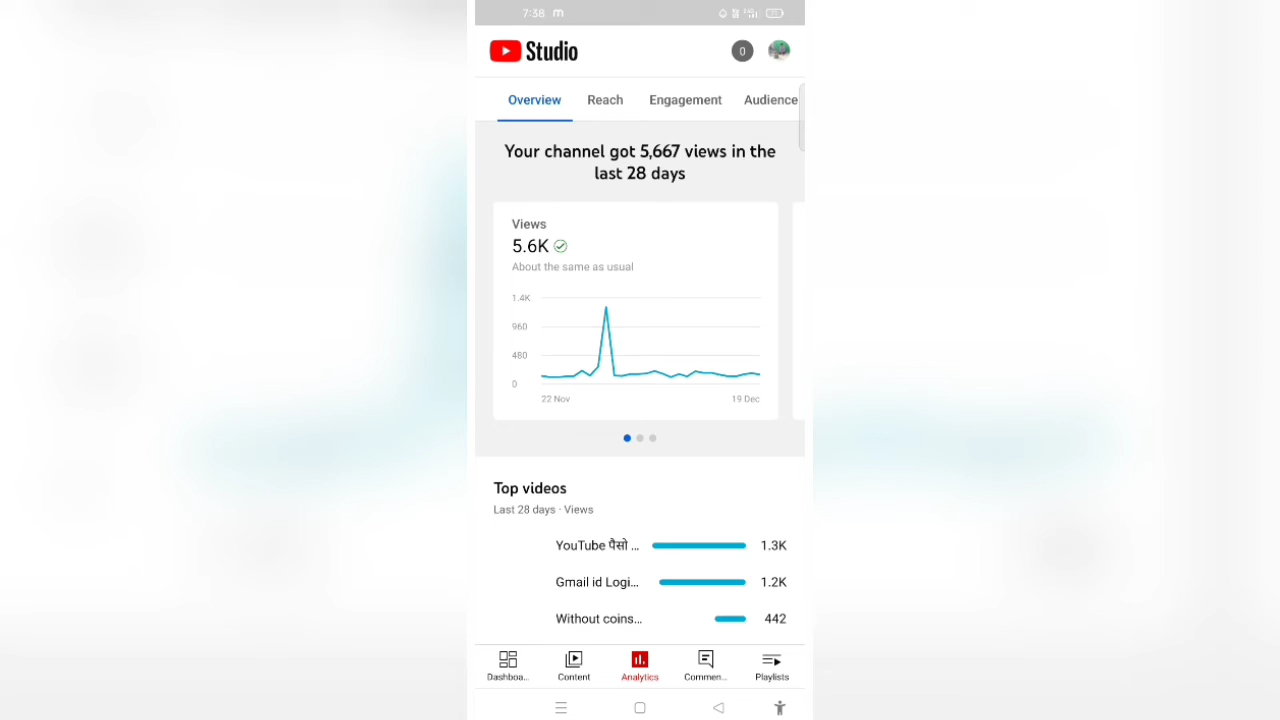 7:38 m
Studio
0
Overview Reach Engagement Audience
Your channel got 5,667 views in the
last 28 days
Views
5.6K
About the same as usual
1.4K
960
480
0
22 Nov 19 Dec
Top videos
Last 28 days · Views
YouTube पैसो ... 1.3K
Gmail id Logi... 1.2K
Without coins... 442
Dashboa... Content Analytics Commen... Playlists